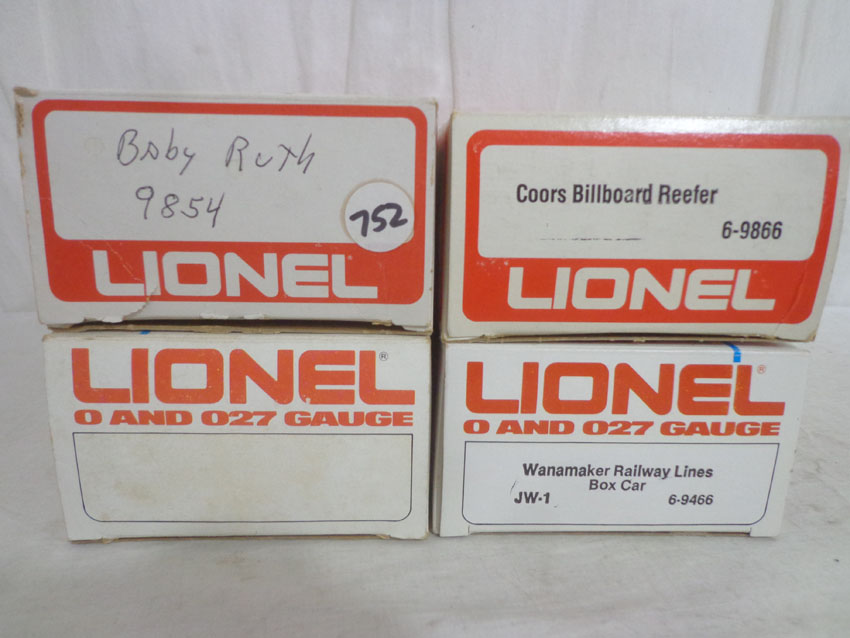 Baby Ruth
9854
752
LIONEL
Coors Billboard Reefer
6-9866
LIONEL
LIONEL®
O AND O27 GAUGE
LIONEL®
O AND O27 GAUGE
Wanamaker Railway Lines
Box Car
JW-1 6-9466